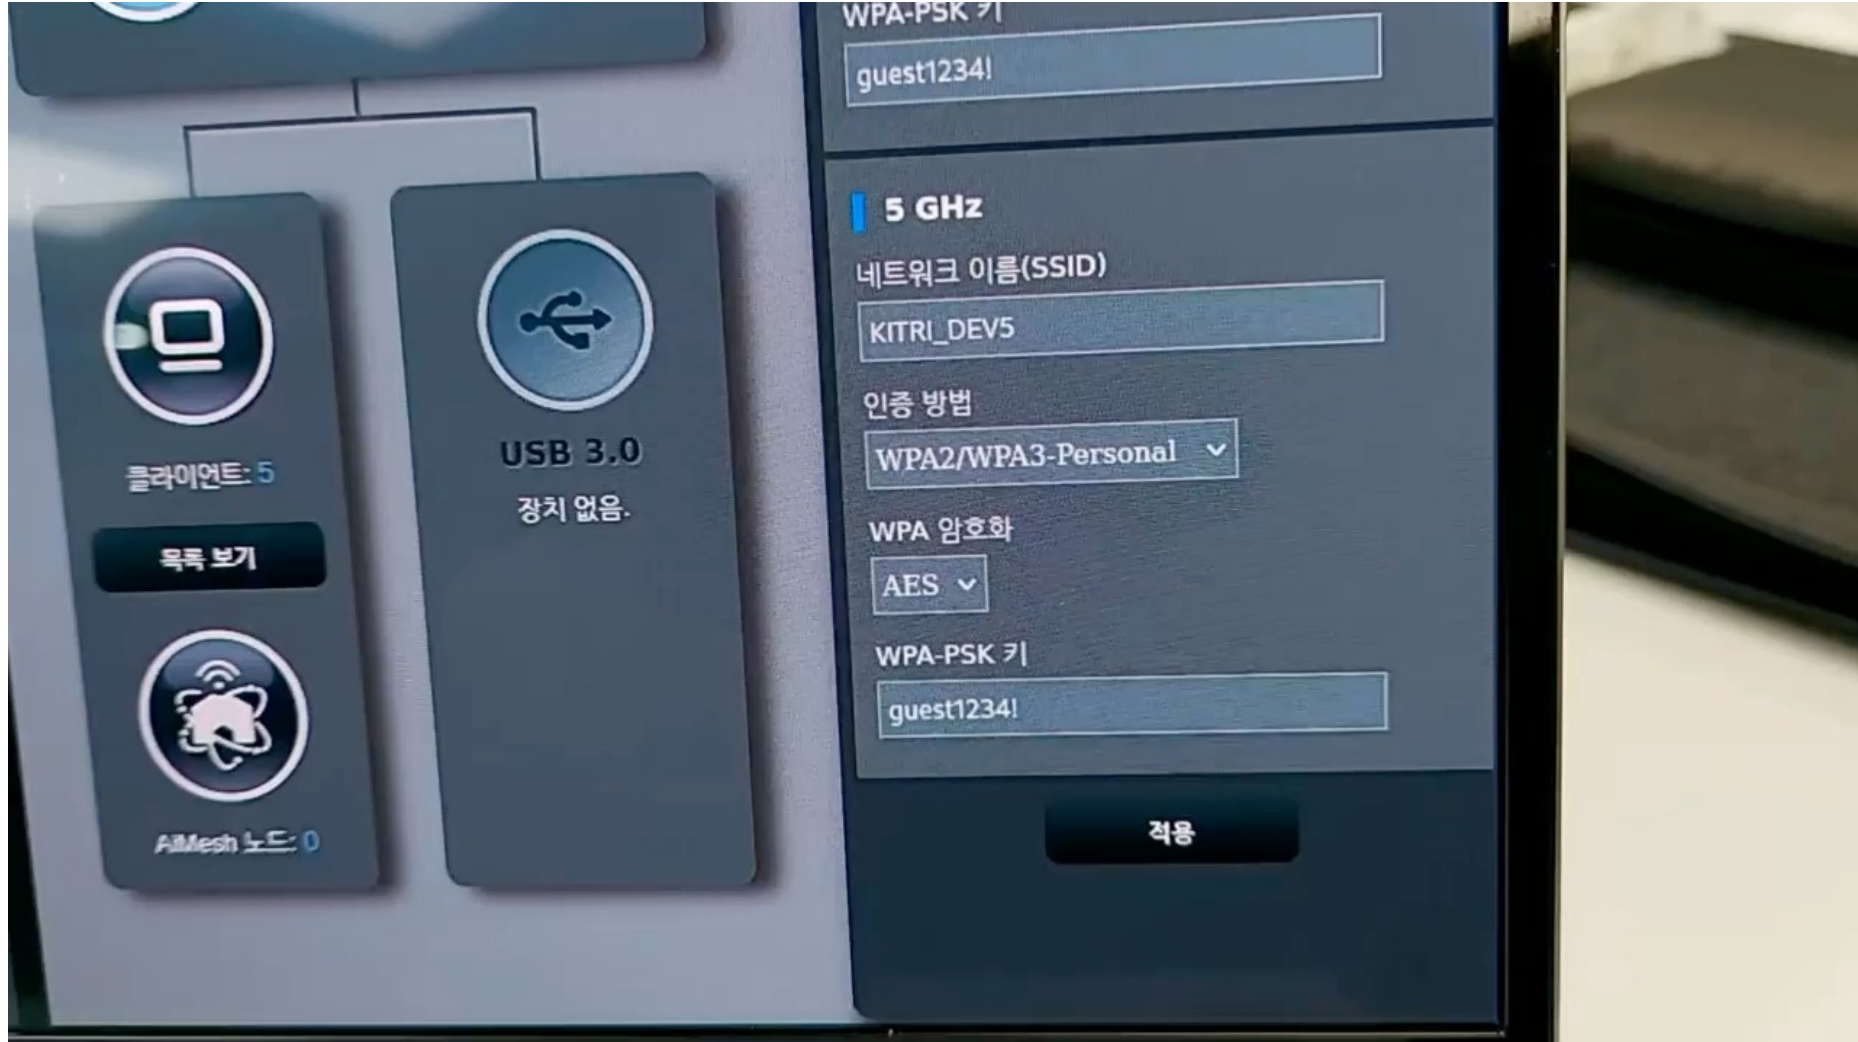 WPA-PSK 키
guest1234!
5 GHz
네트워크 이름(SSID)
KITRI_DEV5
인증 방법
WPA2/WPA3-Personal
WPA 암호화
AES
WPA-PSK 키
guest1234!
적용
클라이언트: 5
목록 보기
AiMesh 노드: 0
USB 3.0
장치 없음.